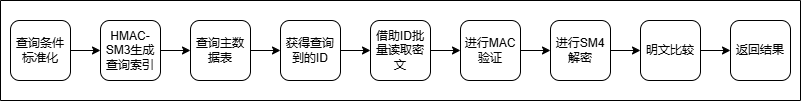 查询条件
标准化
HMAC-
SM3生成
查询索引
查询主数
据表
获得查询
到的ID
借助ID批
量读取密
文
进行MAC
验证
进行SM4
解密
明文比较
返回结果